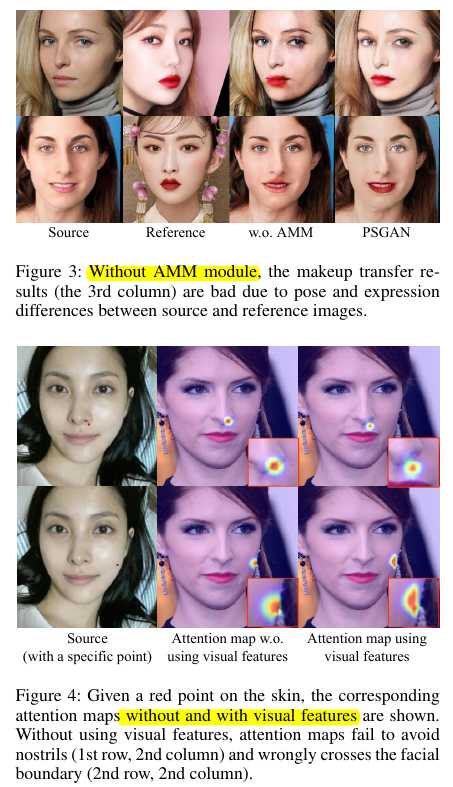 Source Reference w.o. AMM PSGAN
Figure 3: Without AMM module, the makeup transfer re-
sults (the 3rd column) are bad due to pose and expression
differences between source and reference images.
Source Attention map w.o. Attention map using
(with a specific point) using visual features visual features
Figure 4: Given a red point on the skin, the corresponding
attention maps without and with visual features are shown.
Without using visual features, attention maps fail to avoid
nostrils (1st row, 2nd column) and wrongly crosses the facial
boundary (2nd row, 2nd column).